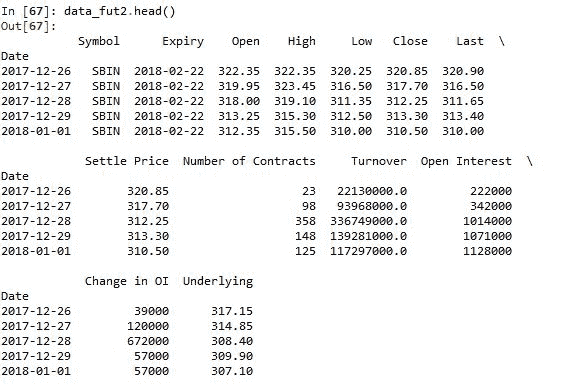 In [67]: data_fut2.head()
Out[67]:
Symbol Expiry Open High Low Close Last \
Date
2017-12-26 SBIN 2018-02-22 322.35 322.35 320.25 320.85 320.90
2017-12-27 SBIN 2018-02-22 319.95 323.45 316.50 317.70 316.50
2017-12-28 SBIN 2018-02-22 318.00 319.10 311.35 312.25 311.65
2017-12-29 SBIN 2018-02-22 313.25 315.30 312.50 313.30 313.40
2018-01-01 SBIN 2018-02-22 312.35 315.50 310.00 310.50 310.00
Settle Price Number of Contracts Turnover Open Interest \
Date
2017-12-26 320.85 23 22130000.0 222000
2017-12-27 317.70 98 93968000.0 342000
2017-12-28 312.25 358 336749000.0 1014000
2017-12-29 313.30 148 139281000.0 1071000
2018-01-01 310.50 125 117297000.0 1128000
Change in OI Underlying
Date
2017-12-26 39000 317.15
2017-12-27 120000 314.85
2017-12-28 672000 308.40
2017-12-29 57000 309.90
2018-01-01 57000 307.10